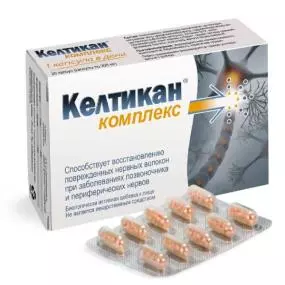 1 капсула в день
Келтикан®
комплекс
Способствует восстановлению
поврежденных нервных волокон
при заболеваниях позвоночника
и периферических нервов
Биологически активная добавка к пище
Не является лекарственным средством